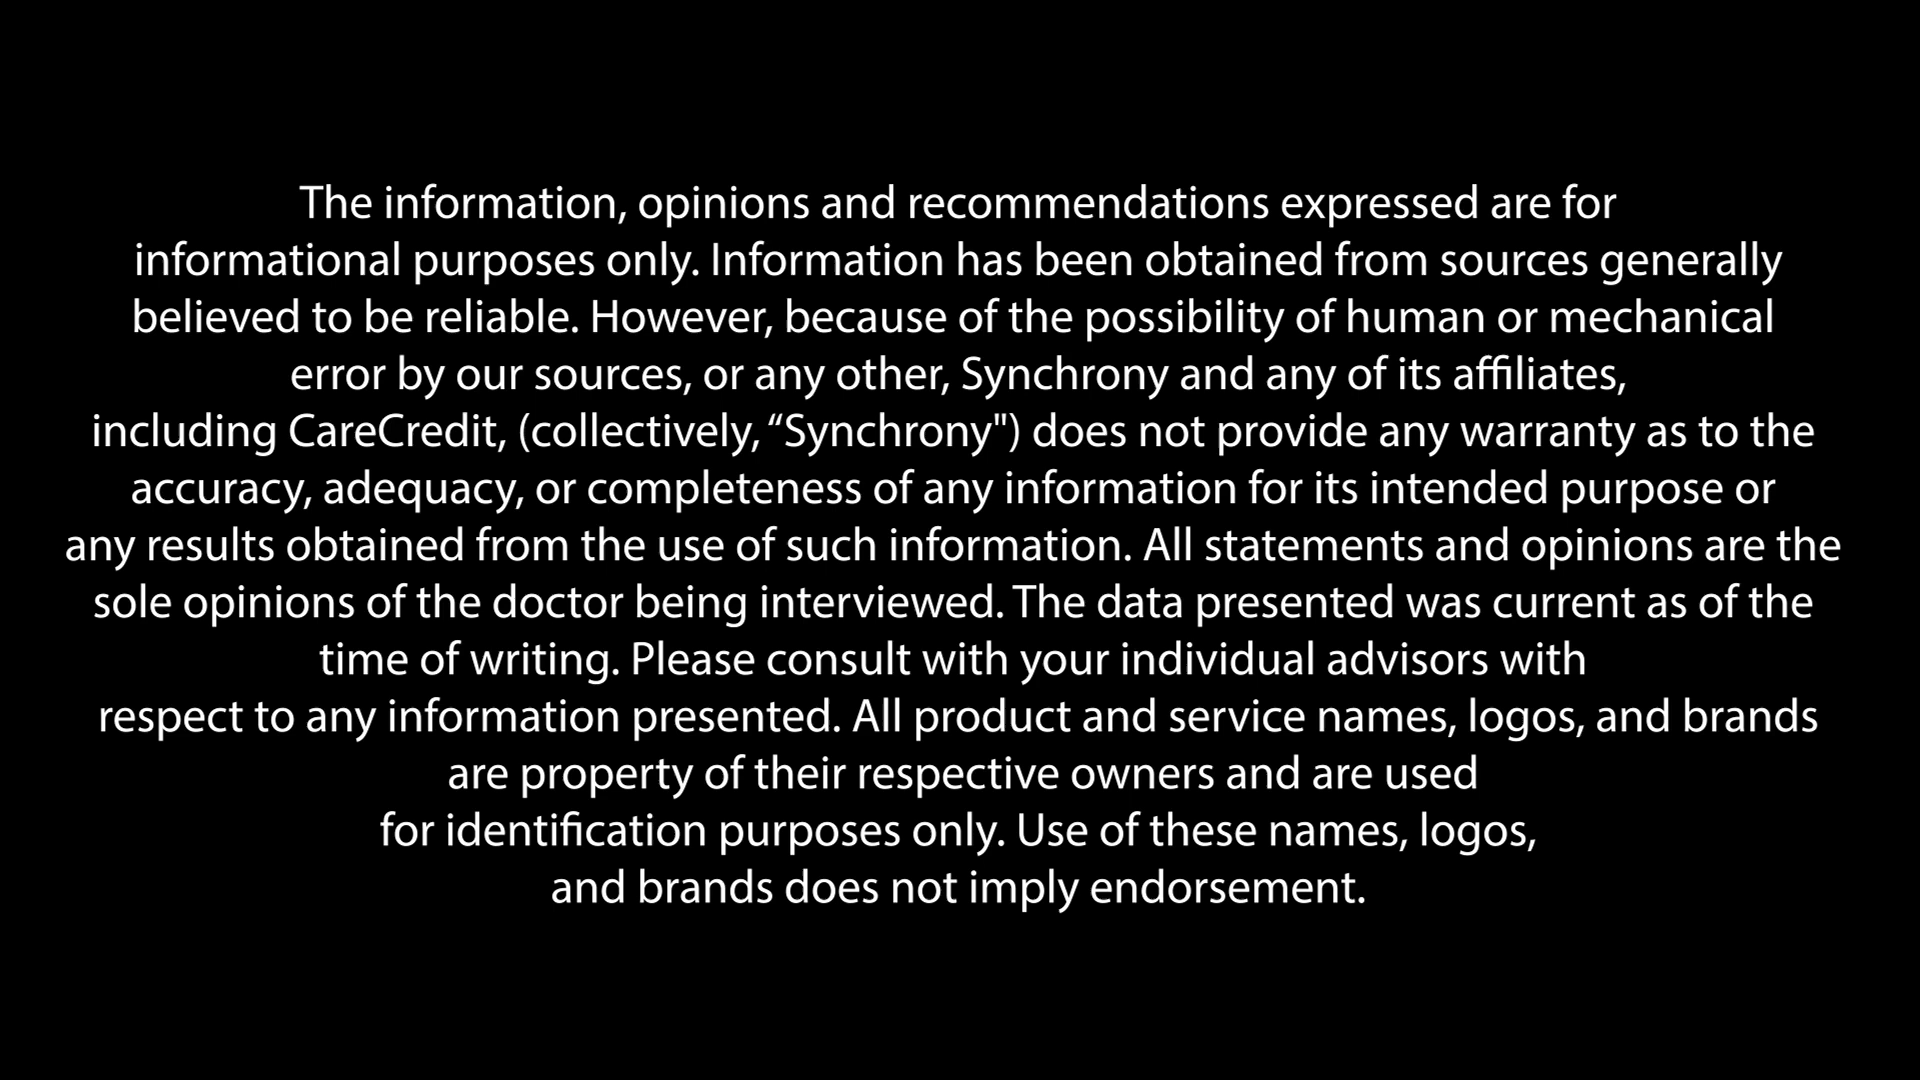 The information, opinions and recommendations expressed are for
informational purposes only. Information has been obtained from sources generally
believed to be reliable. However, because of the possibility of human or mechanical
error by our sources, or any other, Synchrony and any of its affiliates,
including CareCredit, (collectively, “Synchrony") does not provide any warranty as to the
accuracy, adequacy, or completeness of any information for its intended purpose or
any results obtained from the use of such information. All statements and opinions are the
sole opinions of the doctor being interviewed. The data presented was current as of the
time of writing. Please consult with your individual advisors with
respect to any information presented. All product and service names, logos, and brands
are property of their respective owners and are used
for identification purposes only. Use of these names, logos,
and brands does not imply endorsement.